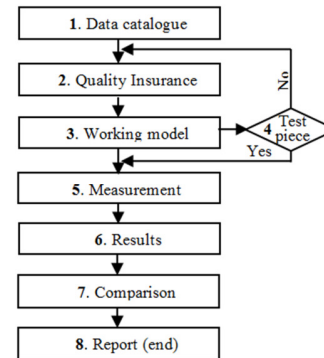 1. Data catalogue
No
2. Quality Insurance
3. Working model
4 Test
piece
Yes
5. Measurement
6. Results
7. Comparison
8. Report (end)